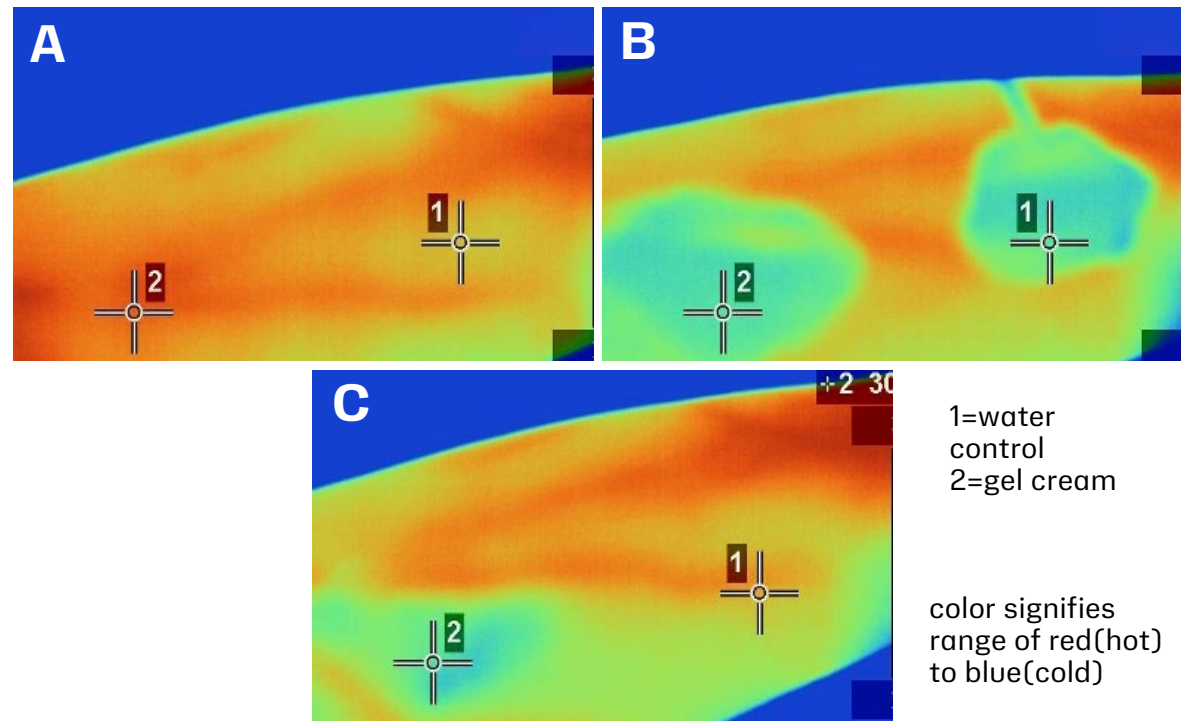 A
1
2
B
1
2
C
+2 30
1
2
1=water
control
2=gel cream
color signifies
range of red(hot)
to blue(cold)